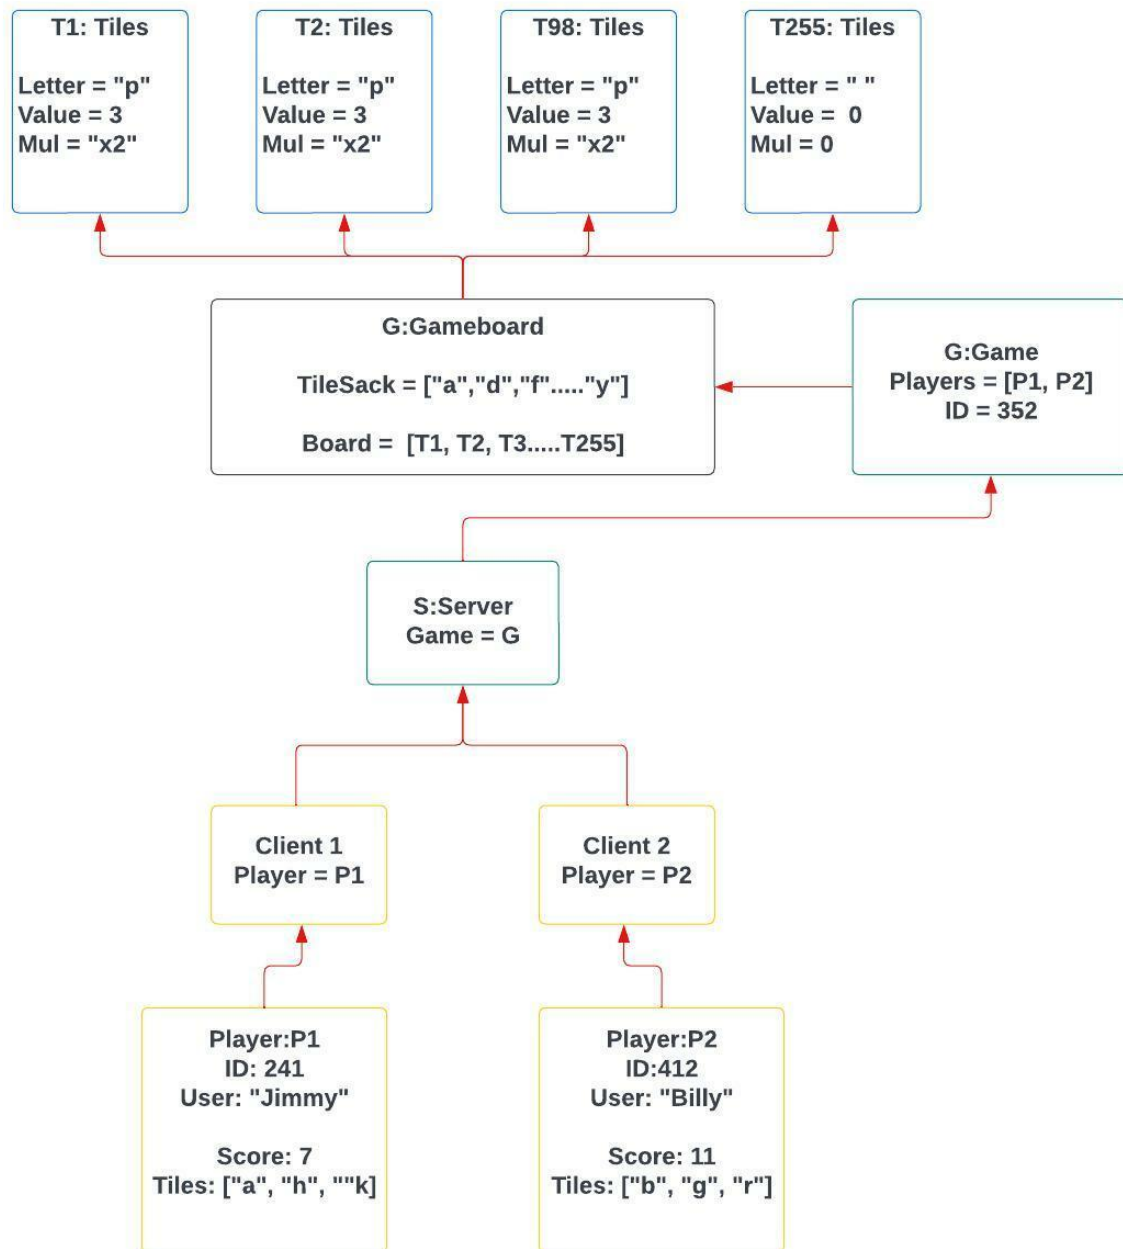 T1: Tiles
Letter = "p"
Value = 3
Mul = "x2"
T2: Tiles
Letter = "p"
Value = 3
Mul = "x2"
T98: Tiles
Letter = "p"
Value = 3
Mul = "x2"
T255: Tiles
Letter = " "
Value =  0
Mul = 0
G:Gameboard
TileSack = ["a","d","f"....."y"]
Board =  [T1, T2, T3.....T255]
G:Game
Players = [P1, P2]
ID = 352
S:Server
Game = G
Client 1
Player = P1
Client 2
Player = P2
Player:P1
ID: 241
User: "Jimmy"
Score: 7
Tiles: ["a", "h", ""k]
Player:P2
ID:412
User: "Billy"
Score: 11
Tiles: ["b", "g", "r"]